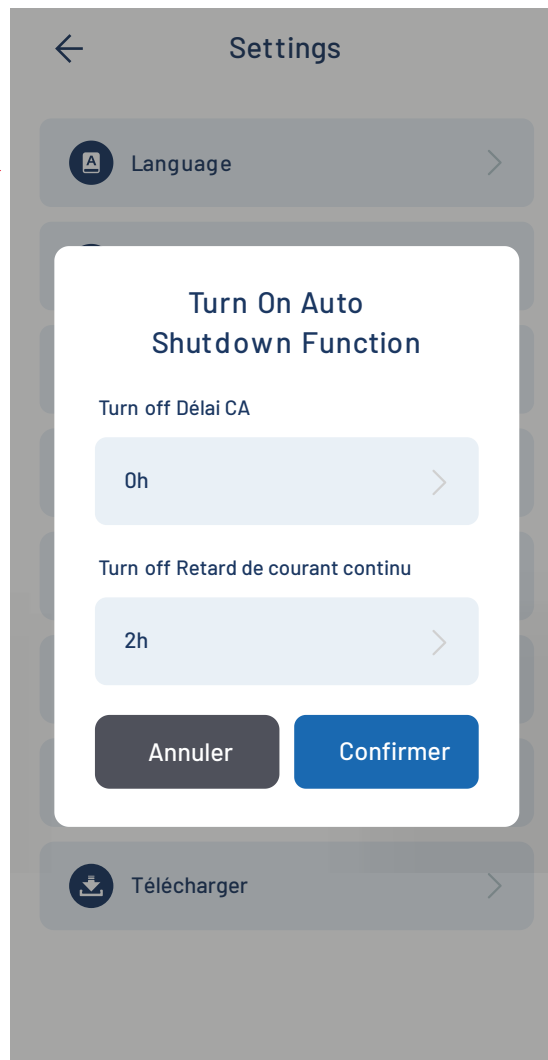 Settings
A
Language
Turn On Auto
Shutdown Function
Turn off Délai CA
0h
Turn off Retard de courant continu
2h
Annuler
Confirmer
Télécharger